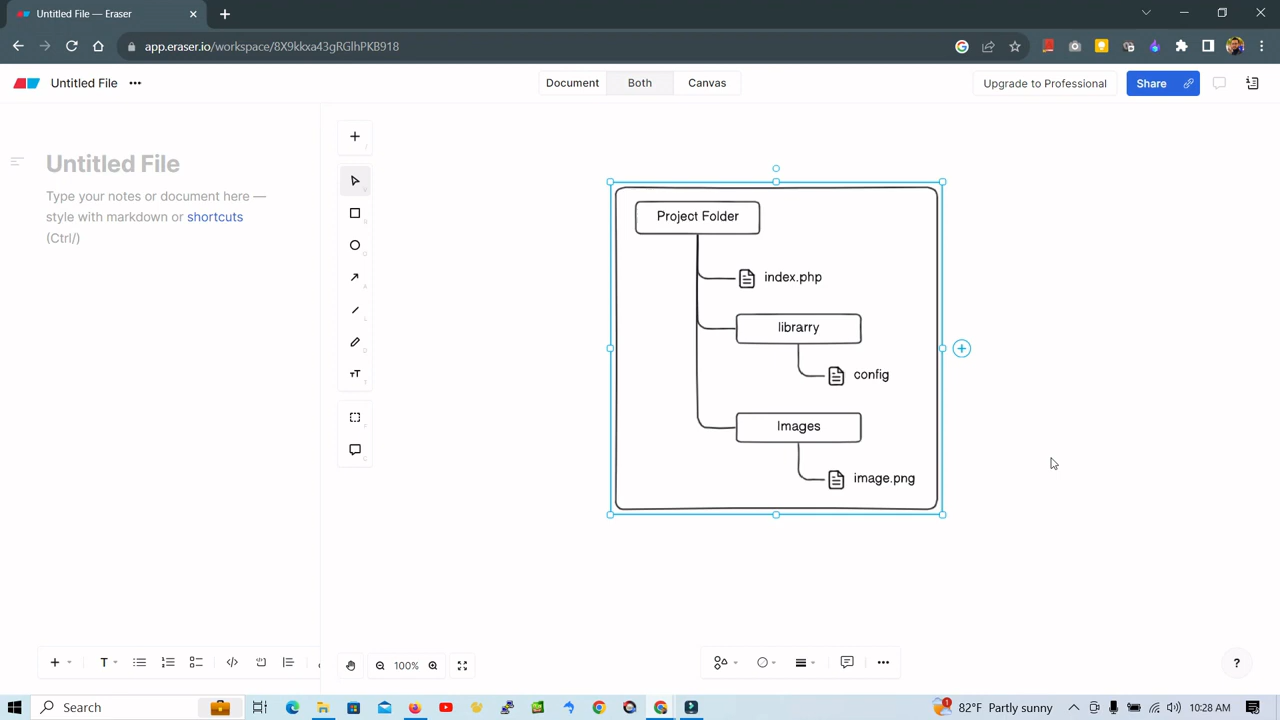 Untitled File — Eraser
app.eraser.io/workspace/8X9kkxa43gRGlhPKB918
Untitled File
Document
Both
Canvas
Upgrade to Professional
Share
Untitled File
Type your notes or document here —
style with markdown or shortcuts
(Ctrl/)
Project Folder
index.php
librarry
config
Images
image.png
T
100%
?
Search
1
82°F Partly sunny
10:28 AM